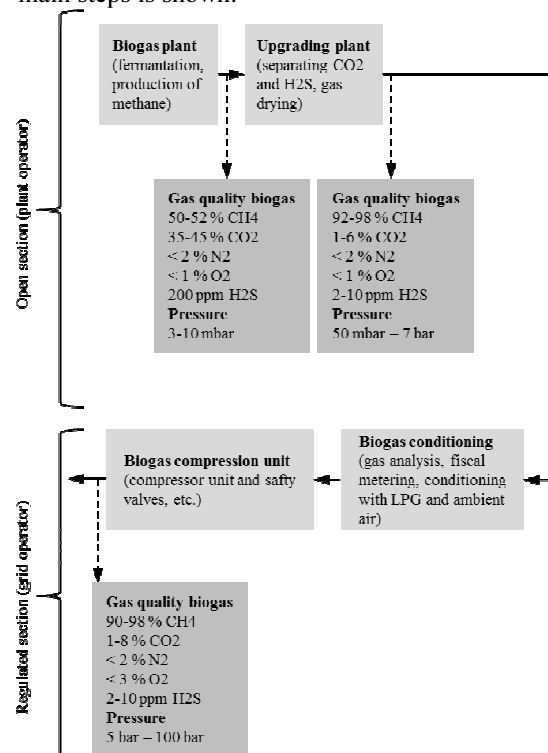 main steps is shown.
Biogas plant
(fermantation,
production of
methane)
Upgrading plant
(separating CO2
and H2S, gas
drying)
Open section (plant operator)
Gas quality biogas
50-52 % CH4
35-45 % CO2
< 2 % N2
< 1 % O2
200 ppm H2S
Pressure
3-10 mbar
Gas quality biogas
92-98 % CH4
1-6 % CO2
< 2 % N2
< 1 % O2
2-10 ppm H2S
Pressure
50 mbar – 7 bar
Regulated section (grid operator)
Biogas compression unit
(compressor unit and safty
valves, etc.)
Biogas conditioning
(gas analysis, fiscal
metering, conditioning
with LPG and ambient
air)
Gas quality biogas
90-98 % CH4
1-8 % CO2
< 2 % N2
< 3 % O2
2-10 ppm H2S
Pressure
5 bar – 100 bar